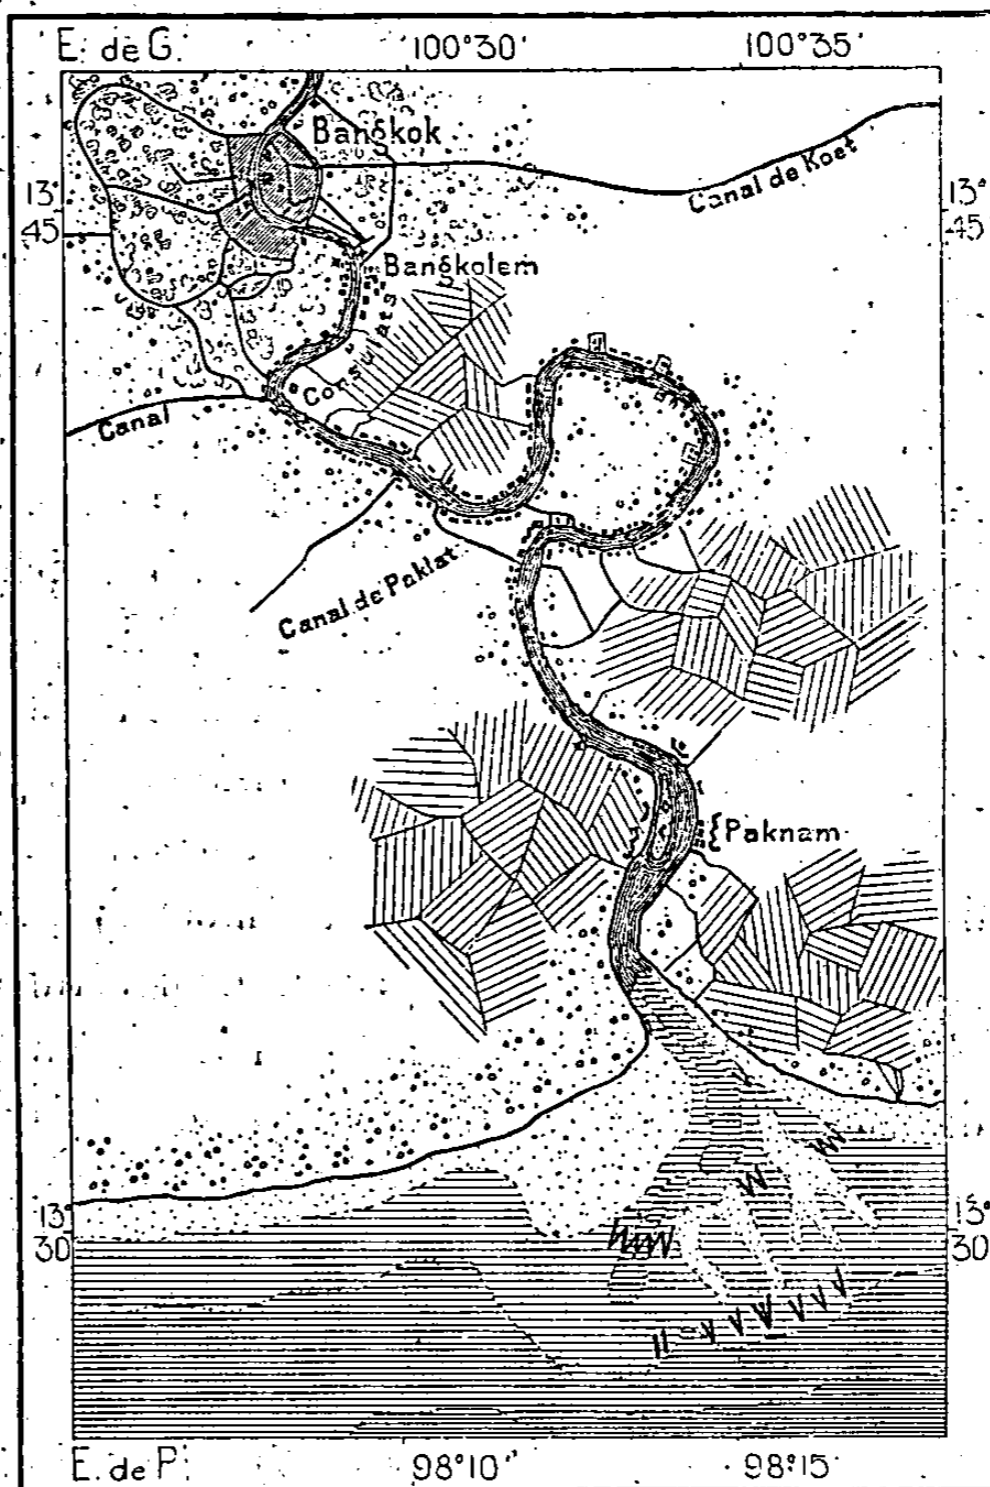 E. de G. 100°30' 100°35'
Bangkok
Canal de Koet
13°
45
13°
45
Bangkolem
Consulats
Canal
Canal de Paklat
Paknam
13°
30
13°
30
E. de P. 98°10' 98°15'